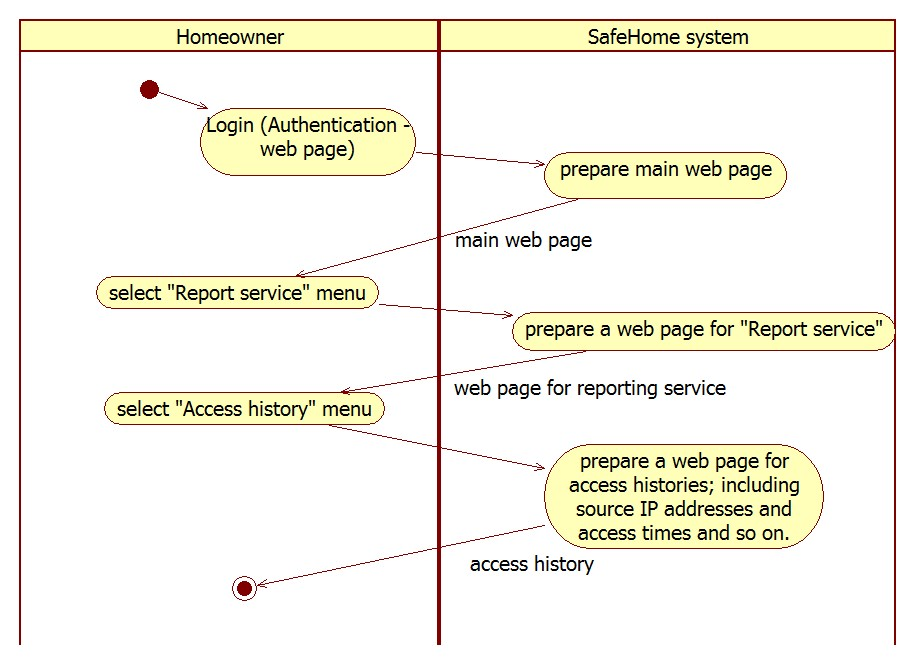 Homeowner
SafeHome system
Login (Authentication -
web page)
prepare main web page
main web page
select "Report service" menu
prepare a web page for "Report service"
web page for reporting service
select "Access history" menu
prepare a web page for
access histories; including
source IP addresses and
access times and so on.
access history